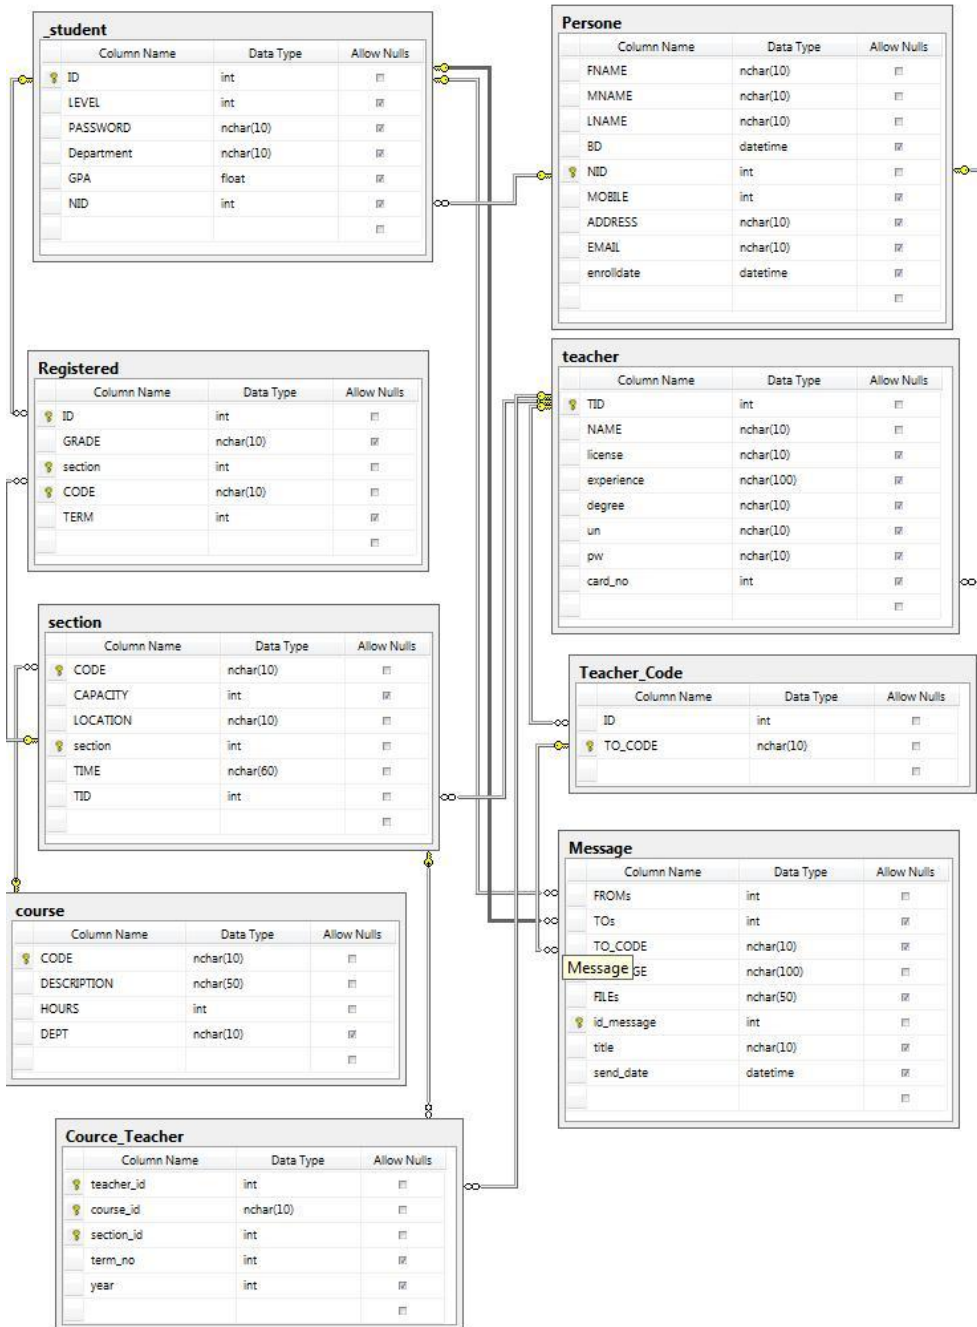 _student
Column Name Data Type Allow Nulls
ID int
LEVEL int
PASSWORD nchar(10)
Department nchar(10)
GPA float
NID int
Persone
Column Name Data Type Allow Nulls
FNAME nchar(10)
MNAME nchar(10)
LNAME nchar(10)
BD datetime
NID int
MOBILE int
ADDRESS nchar(10)
EMAIL nchar(10)
enrolldate datetime
Registered
Column Name Data Type Allow Nulls
ID int
GRADE nchar(10)
section int
CODE nchar(10)
TERM int
teacher
Column Name Data Type Allow Nulls
TID int
NAME nchar(10)
license nchar(10)
experience nchar(100)
degree nchar(10)
un nchar(10)
pw nchar(10)
card_no int
section
Column Name Data Type Allow Nulls
CODE nchar(10)
CAPACITY int
LOCATION nchar(10)
section int
TIME nchar(60)
TID int
Teacher_Code
Column Name Data Type Allow Nulls
ID int
TO_CODE nchar(10)
Message
Column Name Data Type Allow Nulls
FROMs int
TOs int
TO_CODE nchar(10)
Message GE nchar(100)
FILEs nchar(50)
id_message int
title nchar(10)
send_date datetime
course
Column Name Data Type Allow Nulls
CODE nchar(10)
DESCRIPTION nchar(50)
HOURS int
DEPT nchar(10)
Cource_Teacher
Column Name Data Type Allow Nulls
teacher_id int
course_id nchar(10)
section_id int
term_no int
year int